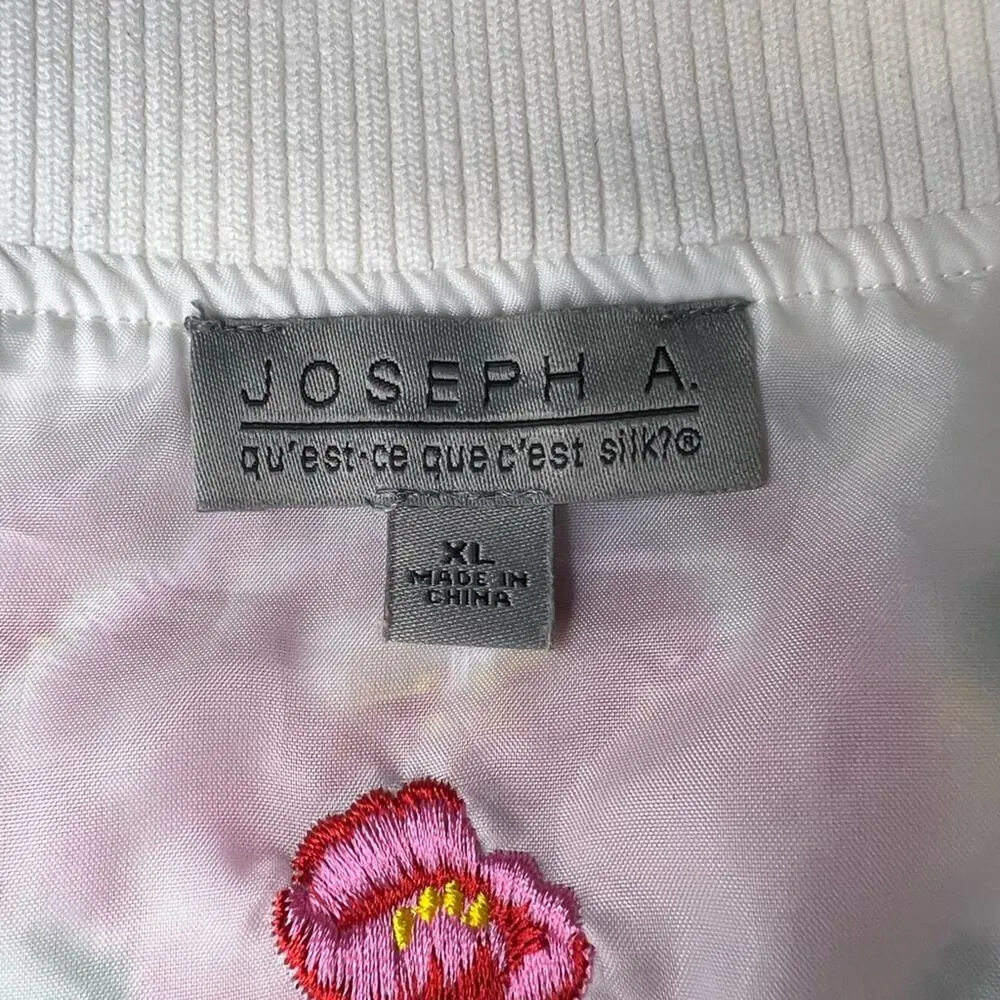 JOSEPH A.
qu'est-ce que c'est silk?®
XL
MADE IN
CHINA